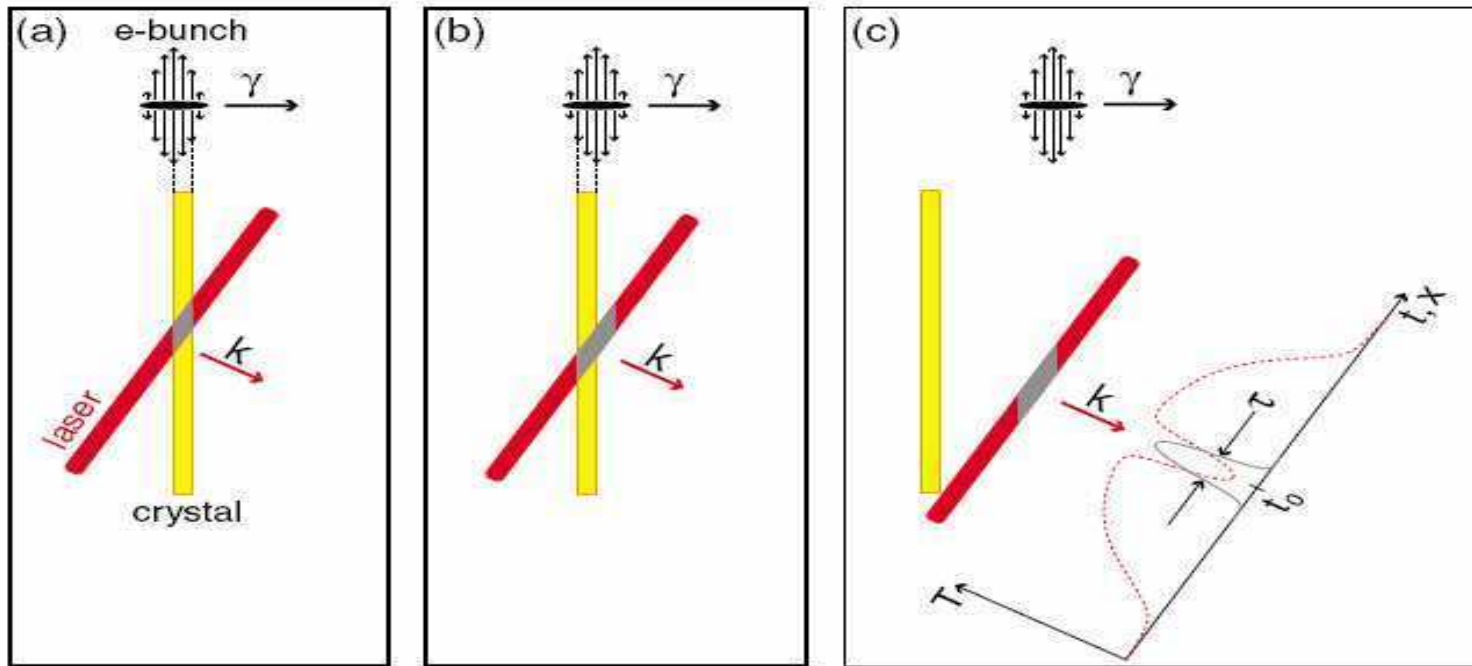 (a)
e-bunch
γ
k
laser
crystal
(b)
γ
k
(c)
γ
k
τ
t,x
t₀
T